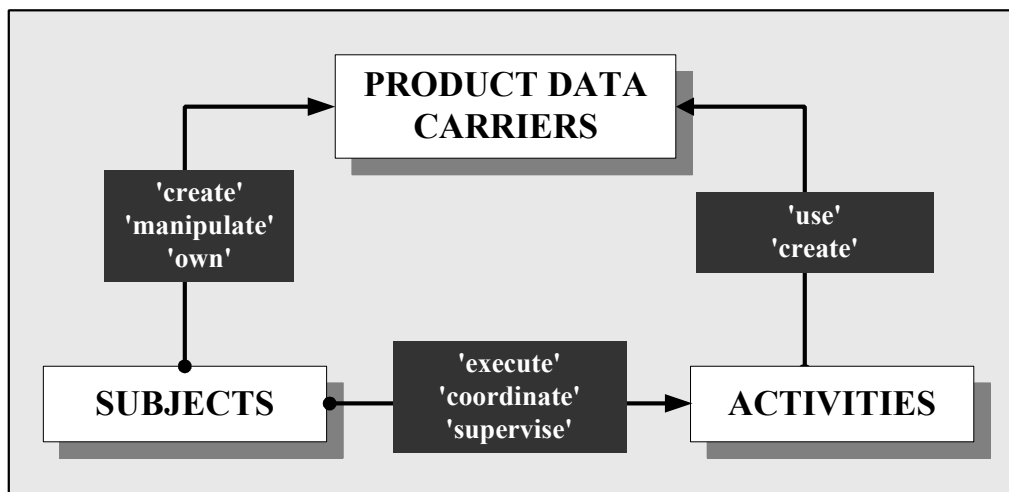 PRODUCT DATA
CARRIERS
'create'
'manipulate'
'own'
'use'
'create'
SUBJECTS
'execute'
'coordinate'
'supervise'
ACTIVITIES